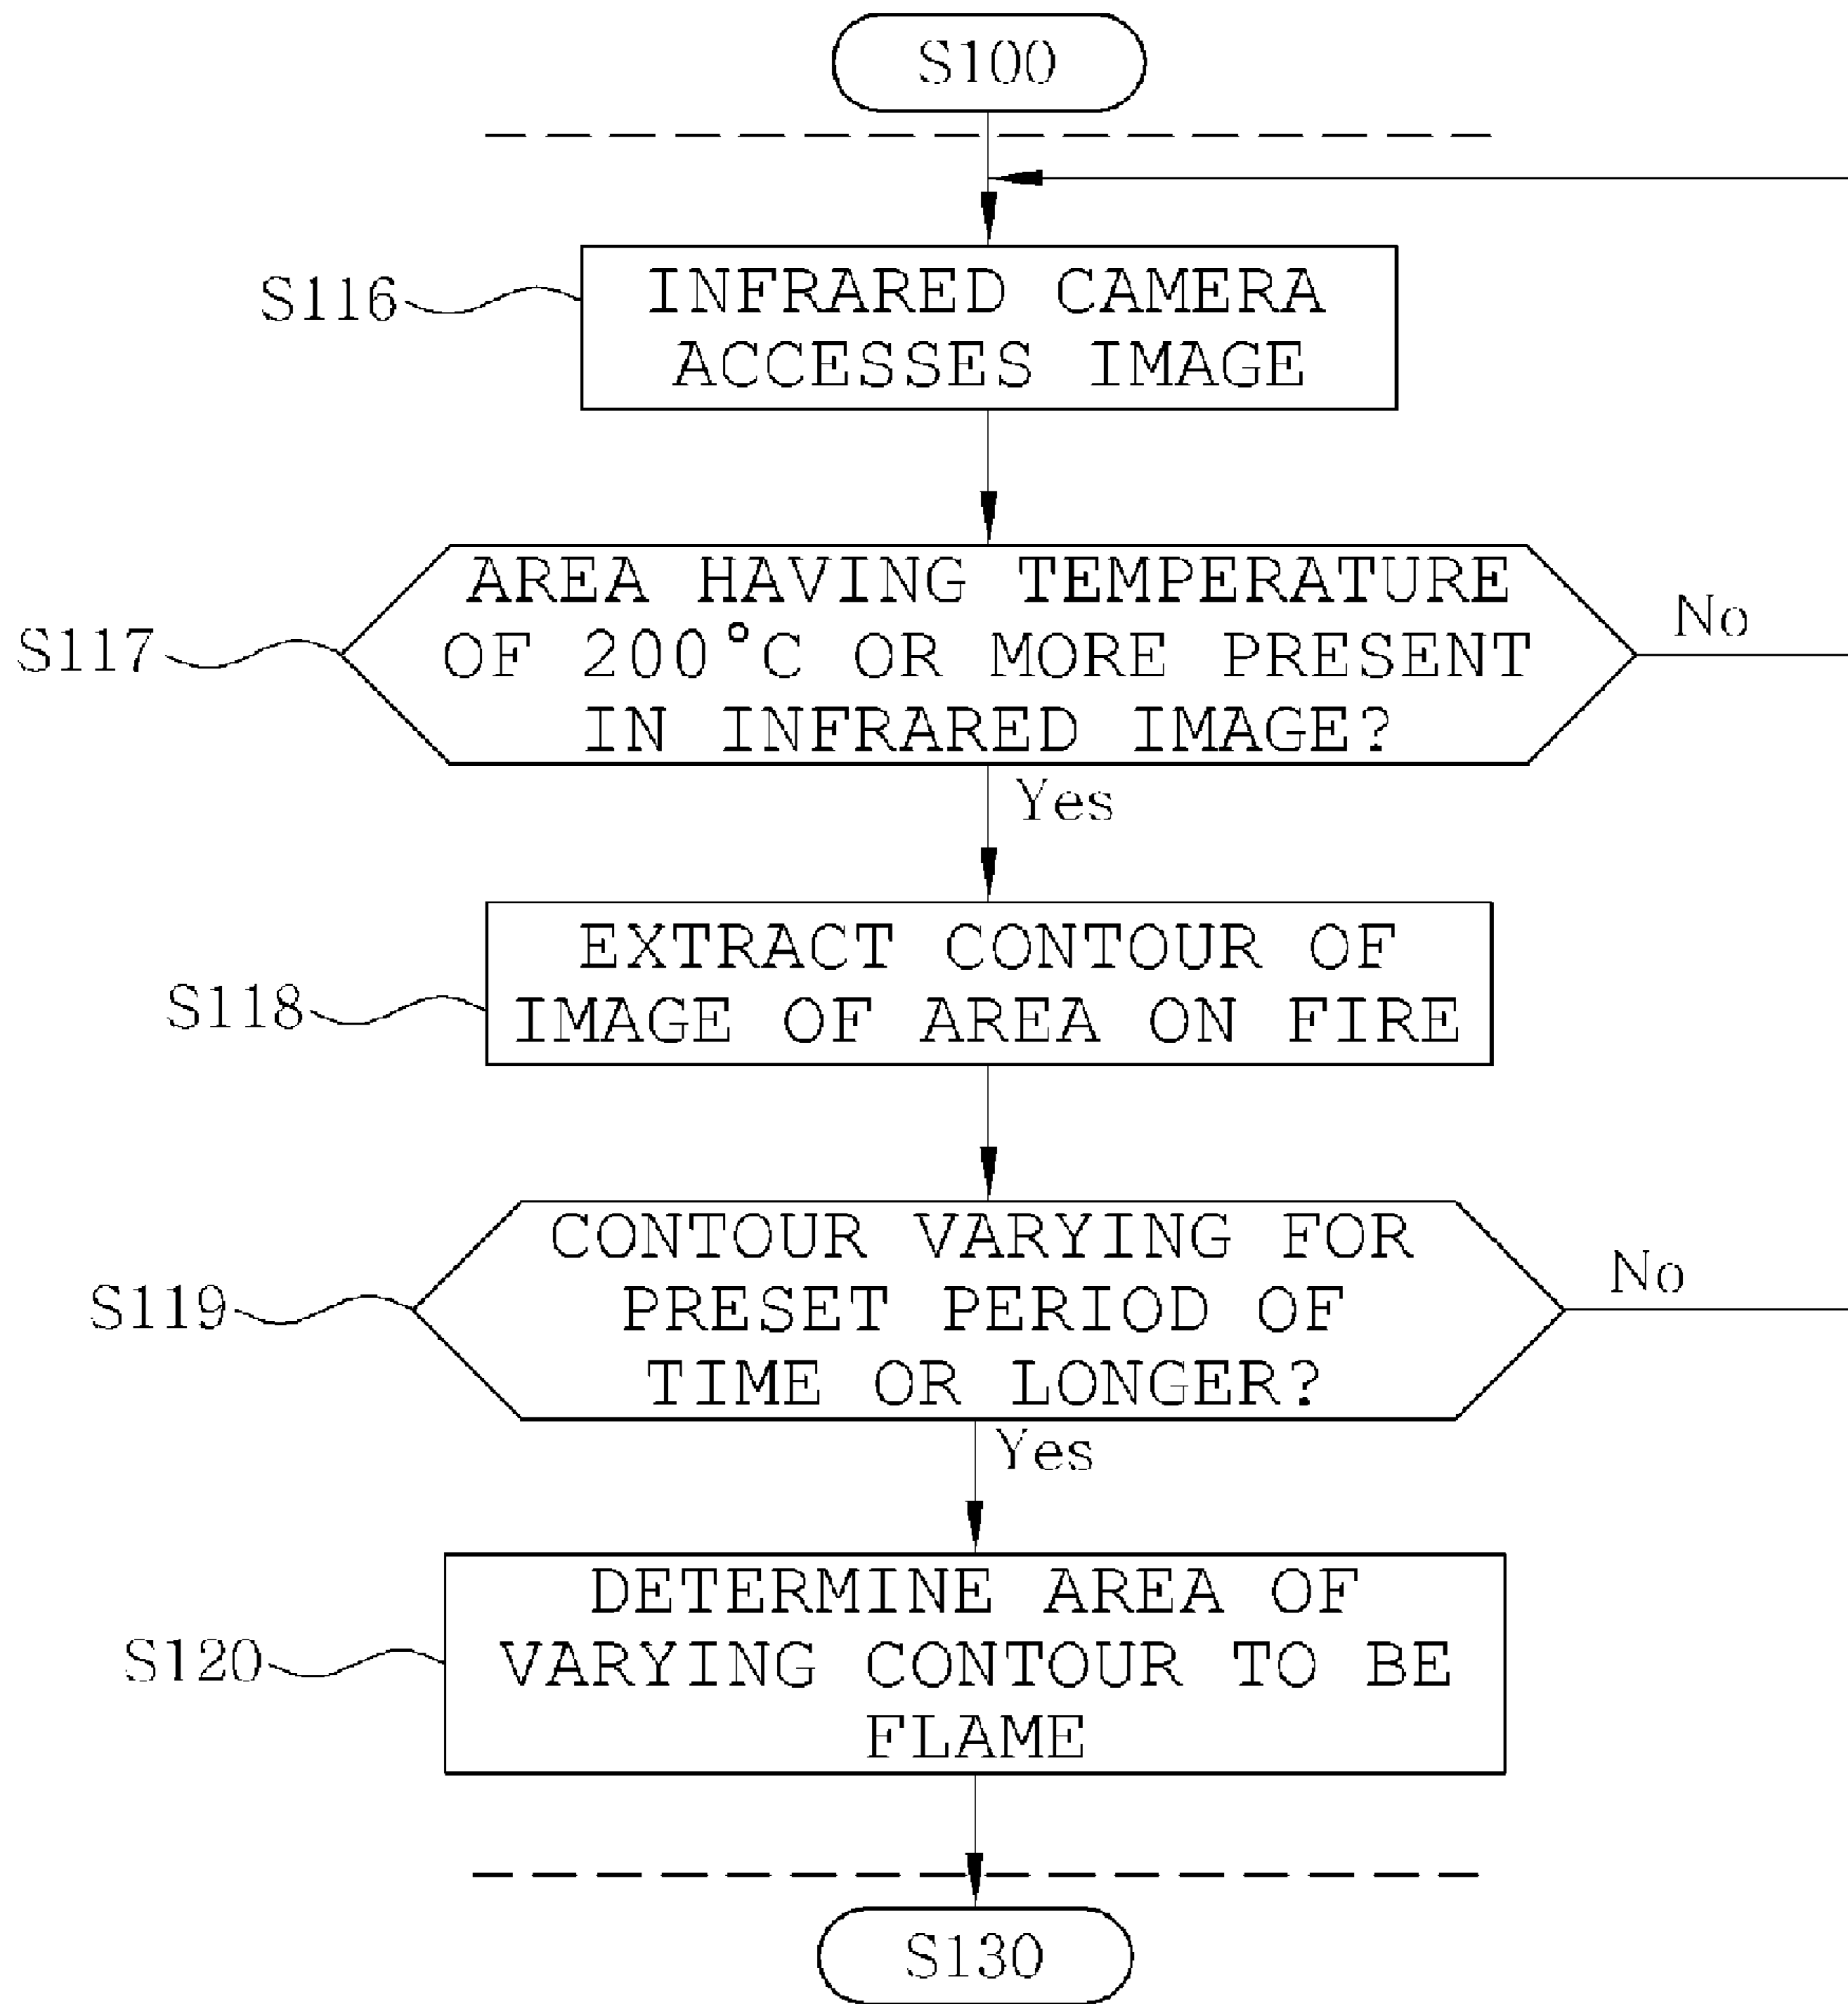 S100
S116
INFRARED CAMERA
ACCESSES IMAGE
S117
AREA HAVING TEMPERATURE
OF 200°C OR MORE PRESENT
IN INFRARED IMAGE?
No
Yes
S118
EXTRACT CONTOUR OF
IMAGE OF AREA ON FIRE
S119
CONTOUR VARYING FOR
PRESET PERIOD OF
TIME OR LONGER?
No
Yes
S120
DETERMINE AREA OF
VARYING CONTOUR TO BE
FLAME
S130